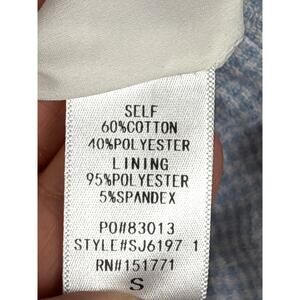 SELF
60%COTTON
40%POLYESTER
LINING
95%POLYESTER
5%SPANDEX
PO#83013
STYLE#SJ6197 1
RN#151771
S